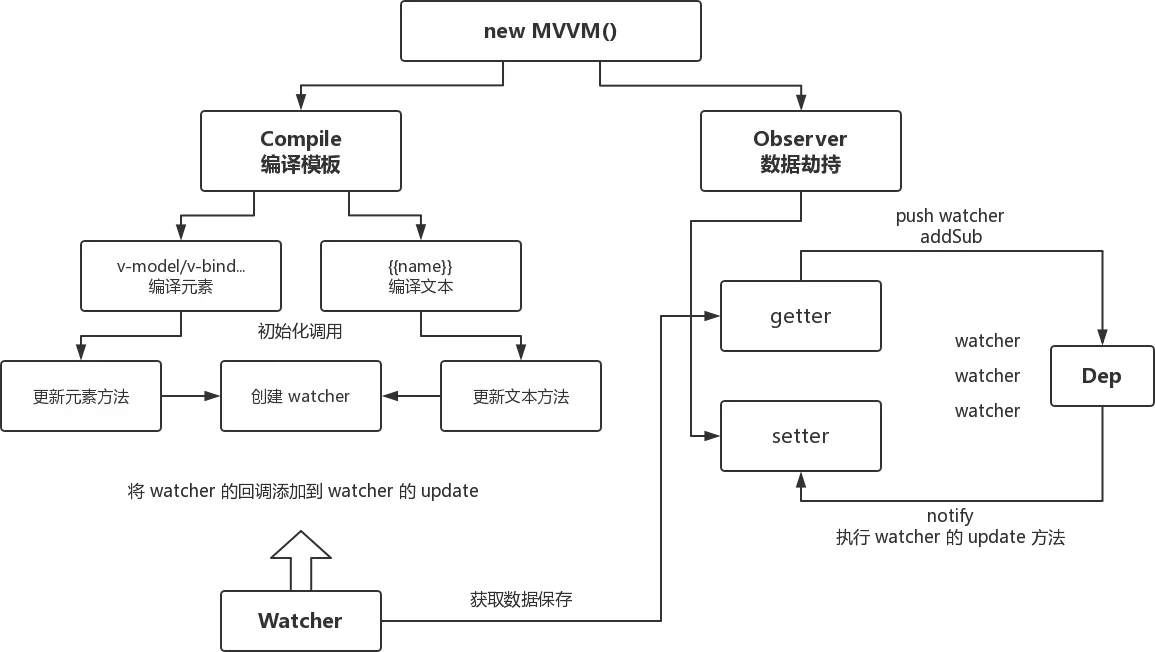 new MVVM()
Compile
编译模板
Observer
数据劫持
push watcher
addSub
v-model/v-bind...
编译元素
{{name}}
编译文本
getter
初始化调用
watcher
watcher
watcher
Dep
更新元素方法
创建 watcher
更新文本方法
setter
将 watcher 的回调添加到 watcher 的 update
notify
执行 watcher 的 update 方法
获取数据保存
Watcher